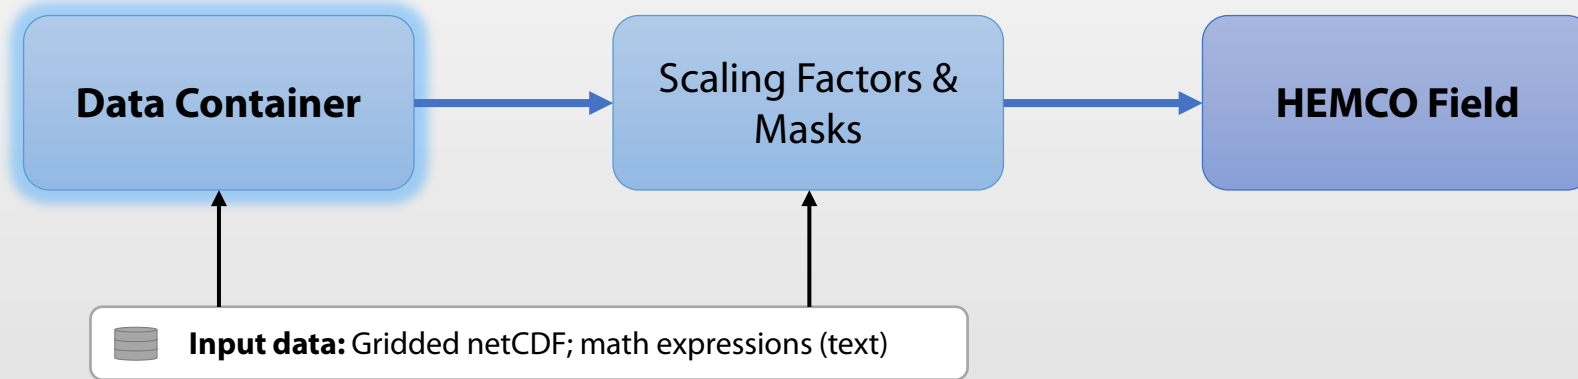 Data Container
Scaling Factors &
Masks
HEMCO Field
Input data: Gridded netCDF; math expressions (text)